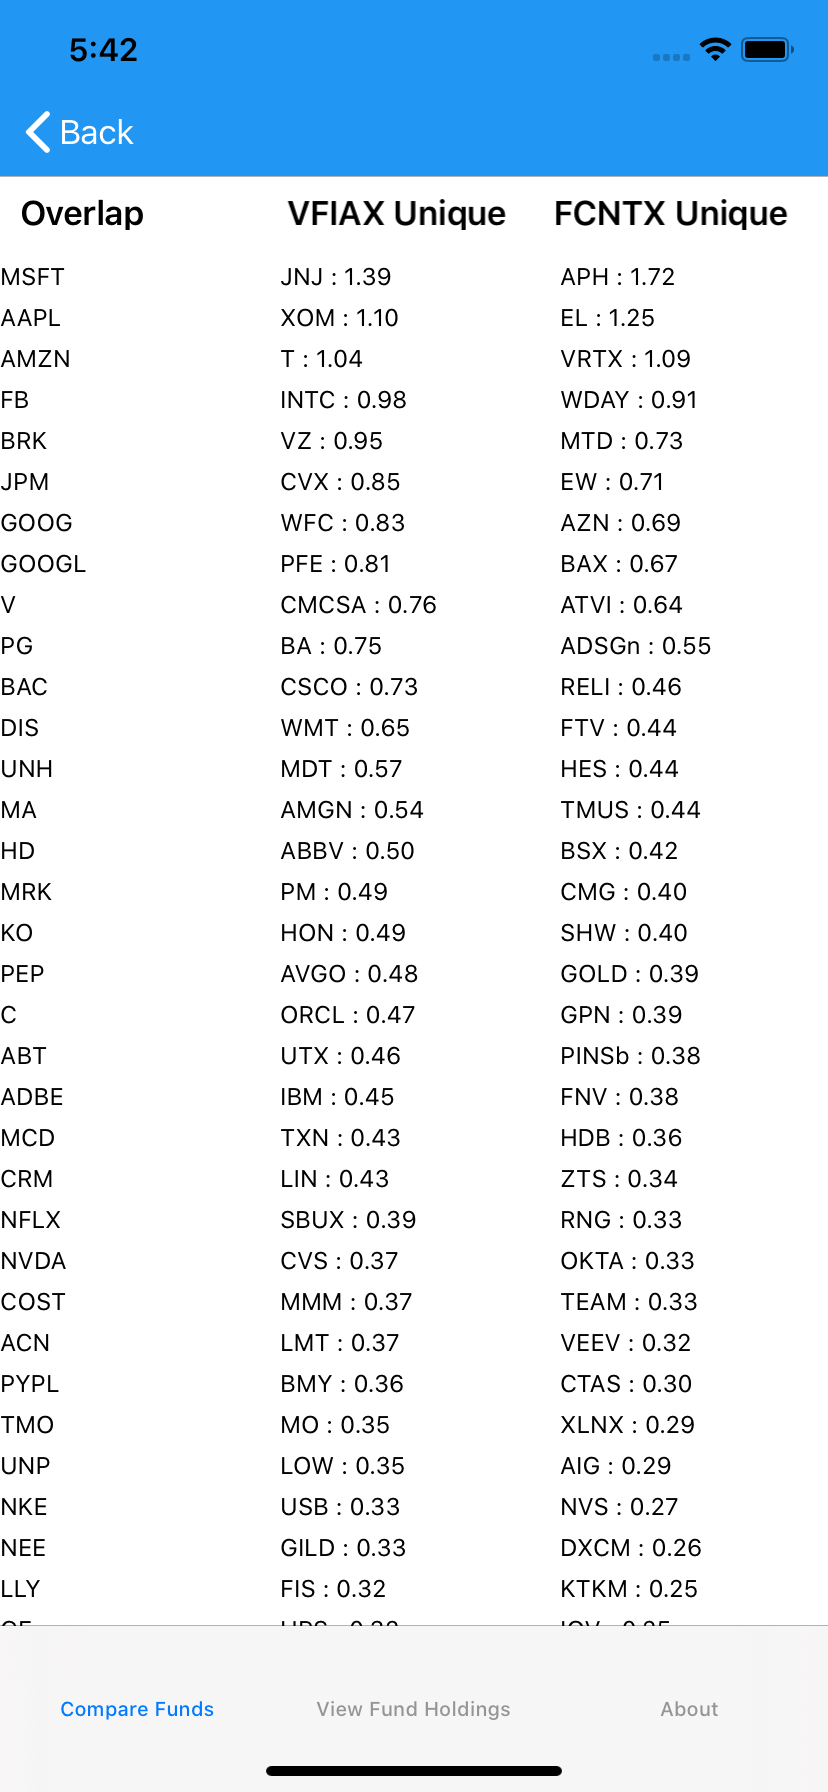 5:42
Back
Overlap VFIAX Unique FCNTX Unique
MSFT JNJ : 1.39 APH : 1.72
AAPL XOM : 1.10 EL : 1.25
AMZN T : 1.04 VRTX : 1.09
FB INTC : 0.98 WDAY : 0.91
BRK VZ : 0.95 MTD : 0.73
JPM CVX : 0.85 EW : 0.71
GOOG WFC : 0.83 AZN : 0.69
GOOGL PFE : 0.81 BAX : 0.67
V CMCSA : 0.76 ATVI : 0.64
PG BA : 0.75 ADSGn : 0.55
BAC CSCO : 0.73 RELI : 0.46
DIS WMT : 0.65 FTV : 0.44
UNH MDT : 0.57 HES : 0.44
MA AMGN : 0.54 TMUS : 0.44
HD ABBV : 0.50 BSX : 0.42
MRK PM : 0.49 CMG : 0.40
KO HON : 0.49 SHW : 0.40
PEP AVGO : 0.48 GOLD : 0.39
C ORCL : 0.47 GPN : 0.39
ABT UTX : 0.46 PINSb : 0.38
ADBE IBM : 0.45 FNV : 0.38
MCD TXN : 0.43 HDB : 0.36
CRM LIN : 0.43 ZTS : 0.34
NFLX SBUX : 0.39 RNG : 0.33
NVDA CVS : 0.37 OKTA : 0.33
COST MMM : 0.37 TEAM : 0.33
ACN LMT : 0.37 VEEV : 0.32
PYPL BMY : 0.36 CTAS : 0.30
TMO MO : 0.35 XLNX : 0.29
UNP LOW : 0.35 AIG : 0.29
NKE USB : 0.33 NVS : 0.27
NEE GILD : 0.33 DXCM : 0.26
LLY FIS : 0.32 KTKM : 0.25
Compare Funds View Fund Holdings About